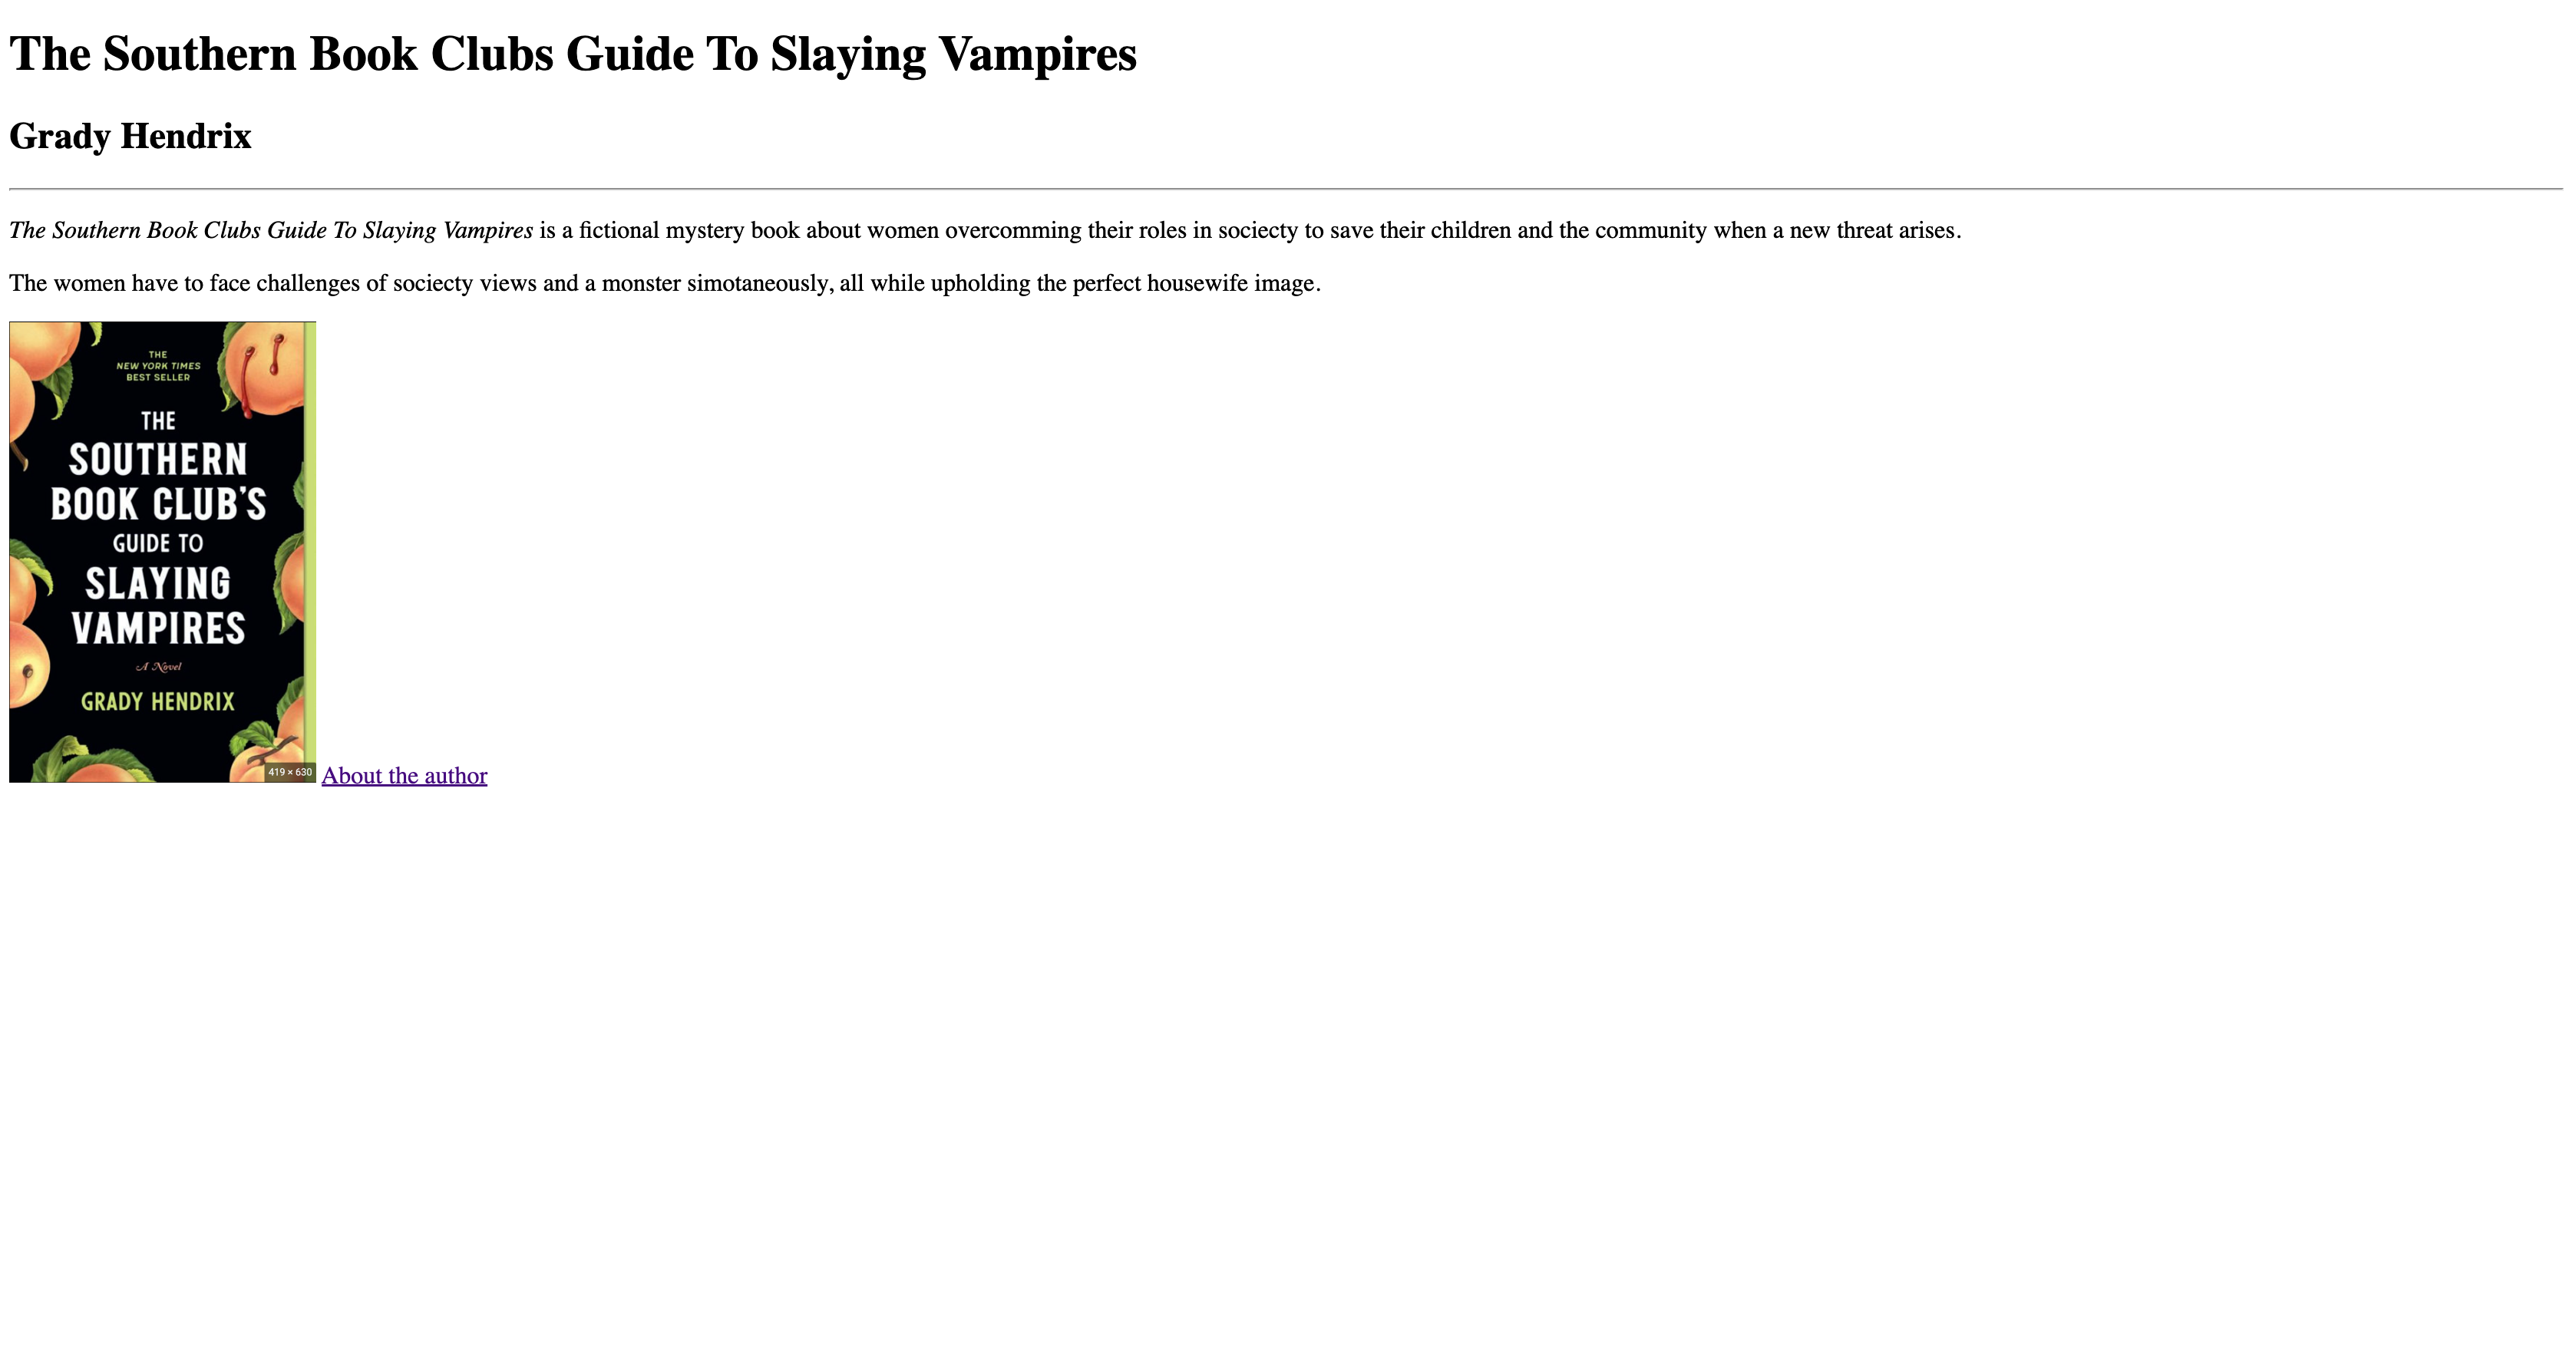 The Southern Book Clubs Guide To Slaying Vampires
Grady Hendrix
The Southern Book Clubs Guide To Slaying Vampires is a fictional mystery book about women overcomming their roles in sociecty to save their children and the community when a new threat arises.
The women have to face challenges of sociecty views and a monster simotaneously, all while upholding the perfect housewife image.
THE
NEW YORK TIMES
BEST SELLER
THE
SOUTHERN
BOOK CLUB'S
GUIDE TO
SLAYING
VAMPIRES
A Novel
GRADY HENDRIX
419 × 630
About the author